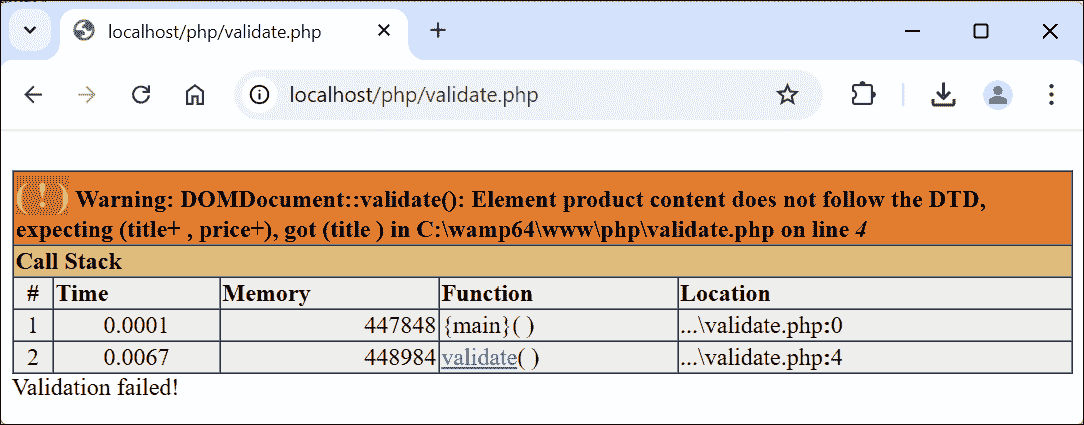 localhost/php/validate.php
localhost/php/validate.php
( ! ) Warning: DOMDocument::validate(): Element product content does not follow the DTD,
expecting (title+ , price+), got (title ) in C:\wamp64\www\php\validate.php on line 4
Call Stack
# Time Memory Function Location
1 0.0001 447848 {main}( ) ...\validate.php:0
2 0.0067 448984 validate( ) ...\validate.php:4
Validation failed!